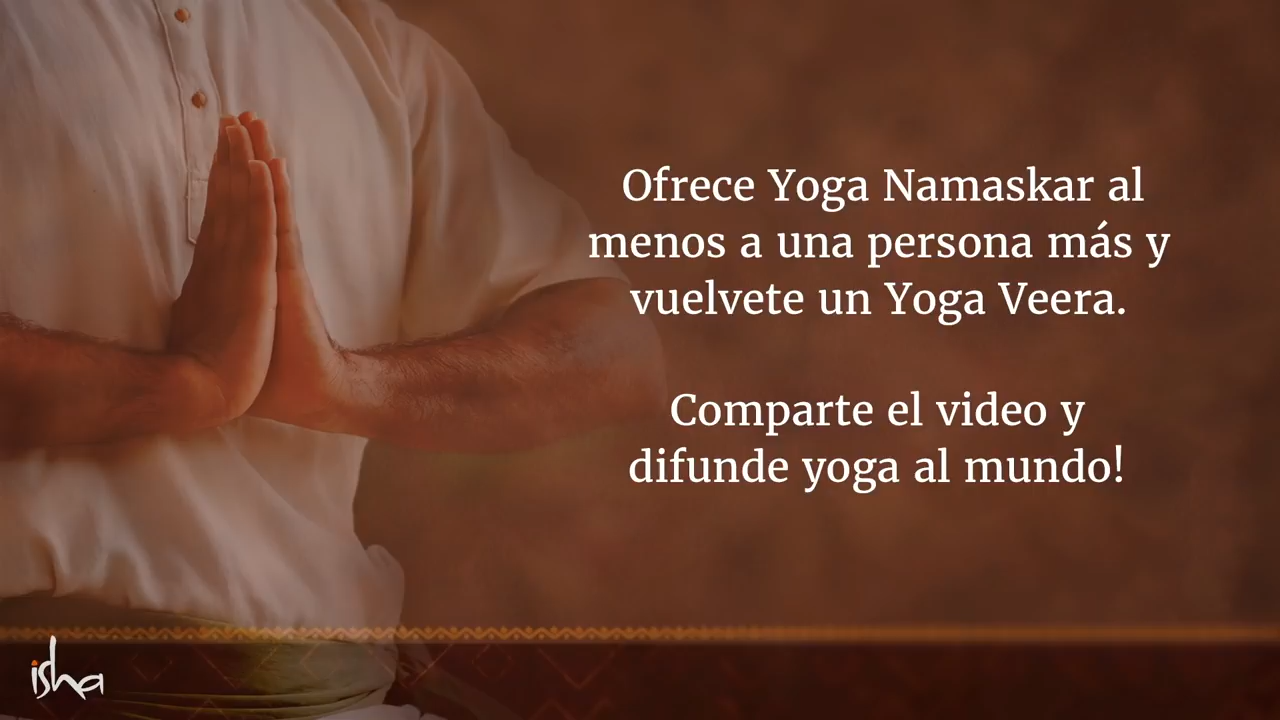 Ofrece Yoga Namaskar al
menos a una persona más y
vuelvete un Yoga Veera.
Comparte el video y
difunde yoga al mundo!
isha